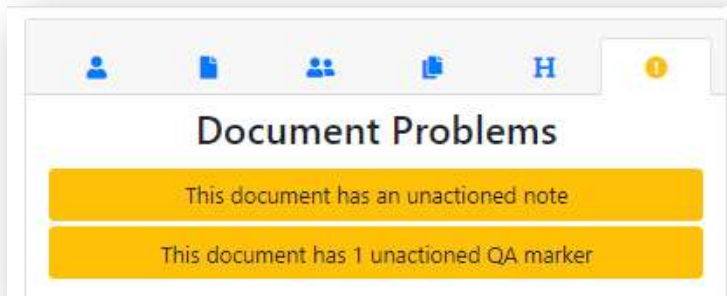 H
Document Problems
This document has an unactioned note
This document has 1 unactioned QA marker